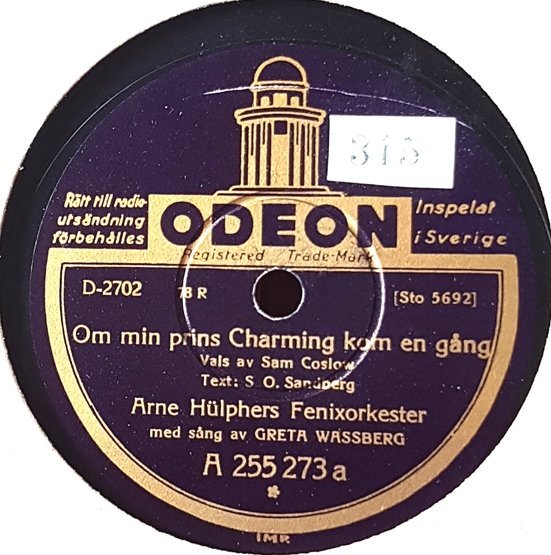 313
Rätt till radio-
utsändning
förbehålles
ODEON
Inspelat
i Sverige
Registered Trade-Mark
D-2702 78 R [Sto 5692]
Om min prins Charming kom en gång
Vals av Sam Coslow
Text: S. O. Sandberg
Arne Hülphers Fenixorkester
med sång av GRETA WASSBERG
A 255 273 a
IMR